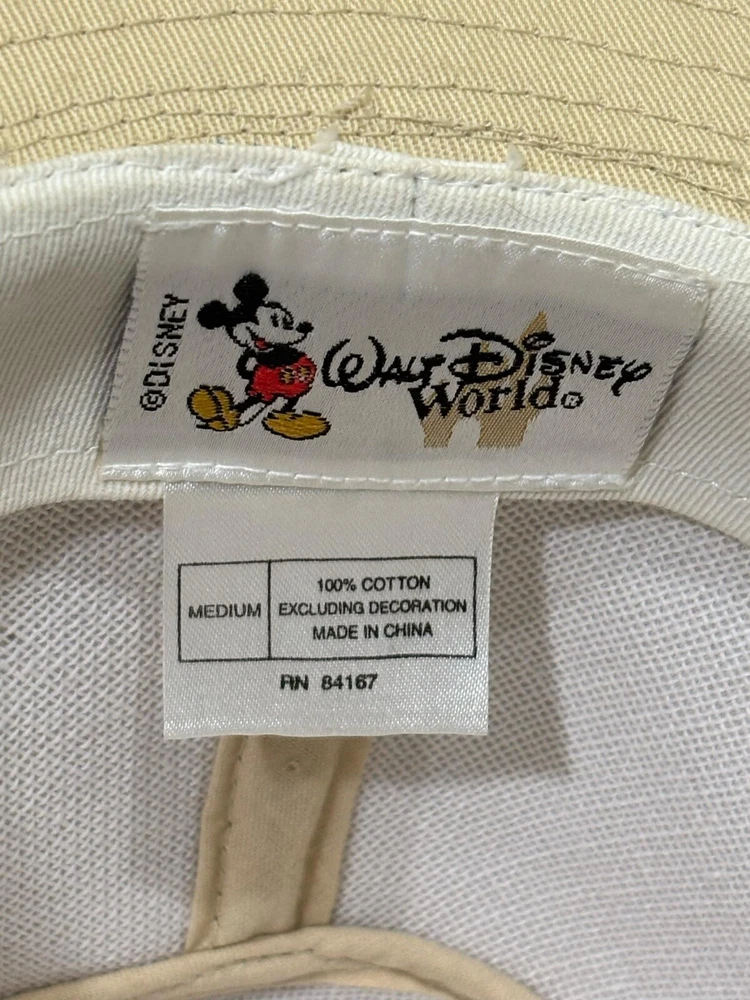 ©DISNEY
WALT DISNEY
World®
MEDIUM
100% COTTON
EXCLUDING DECORATION
MADE IN CHINA
RN 84167